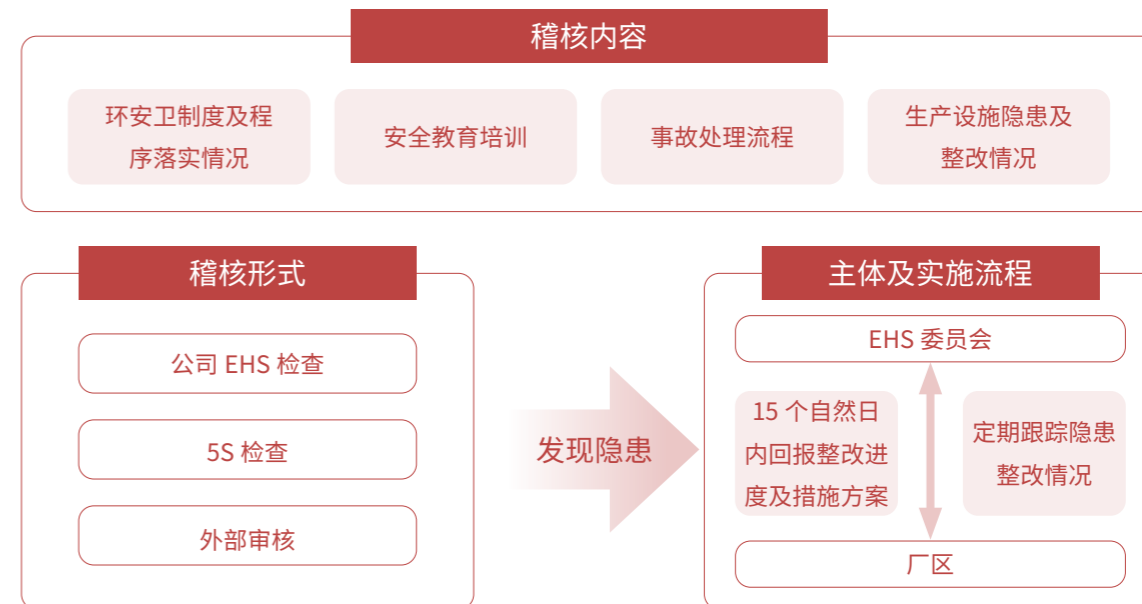 稽核内容
环安卫制度及程
序落实情况
安全教育培训
事故处理流程
生产设施隐患及
整改情况
稽核形式
公司 EHS 检查
5S 检查
外部审核
发现隐患
主体及实施流程
EHS 委员会
15 个自然日
内回报整改进
度及措施方案
定期跟踪隐患
整改情况
厂区